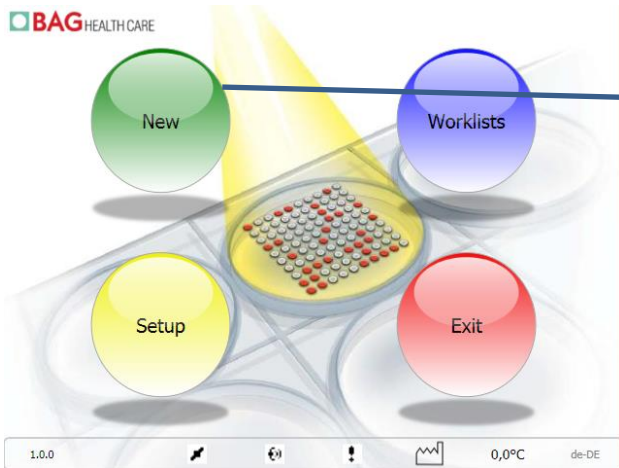 BAG HEALTH CARE
New
Worklists
Setup
Exit
1.0.0
0,0°C
de-DE